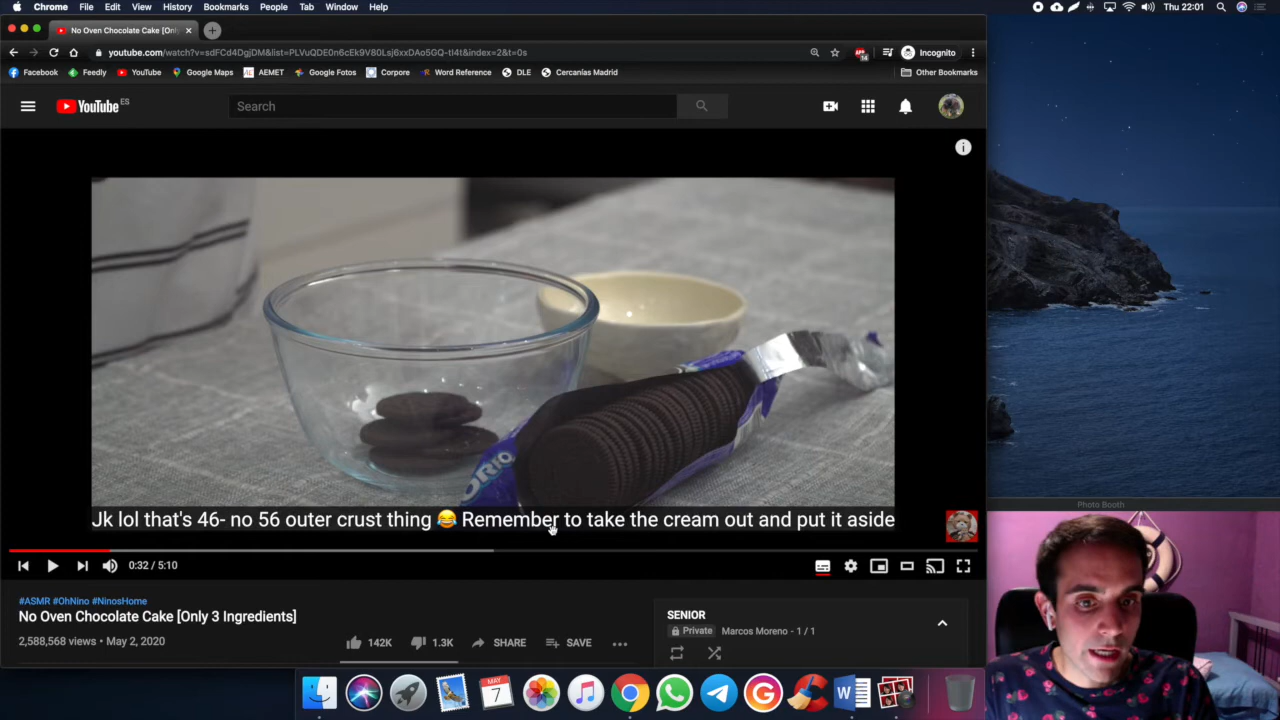 Chrome File Edit View History Bookmarks People Tab Window Help Thu 22:01
No Oven Chocolate Cake [Only
youtube.com/watch?v=sdFCd4DgjDM&list=PLVuQDE0n6cEk9V80Lsj6xxDAo5GQ-tI4t&index=2&t=0s
14
Incognito
Facebook Feedly YouTube Google Maps AEMET Google Fotos Corpore Word Reference DLE Cercanías Madrid Other Bookmarks
YouTube ES
Search
ORIO
Jk lol that's 46- no 56 outer crust tning 😂 Remember to take the cream out and put it aside
0:32 / 5:10
#ASMR #OhNino #NinosHome
No Oven Chocolate Cake [Only 3 Ingredients]
2,588,568 views • May 2, 2020
142K 1.3K SHARE SAVE
SENIOR
Private Marcos Moreno - 1 / 1
Photo Booth
MAY
7